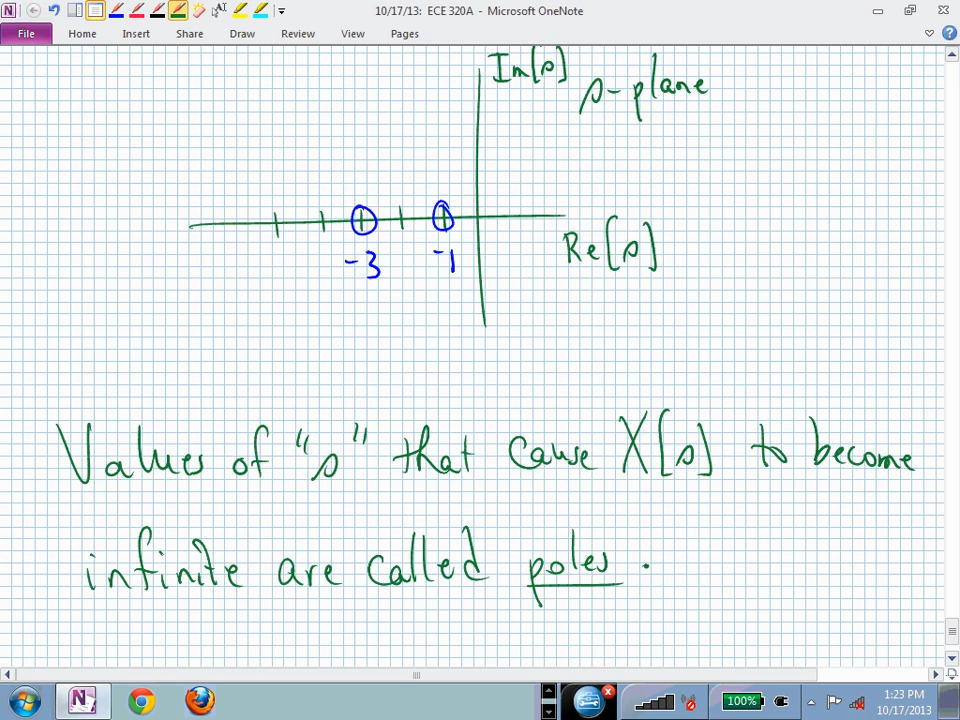 10/17/13: ECE 320A - Microsoft OneNote
File Home Insert Share Draw Review View Pages
Im[s]
s-plane
-3 -1
Re[s]
Values of "s" that cause X[s] to become
infinite are called poles.
100%
1:23 PM
10/17/2013